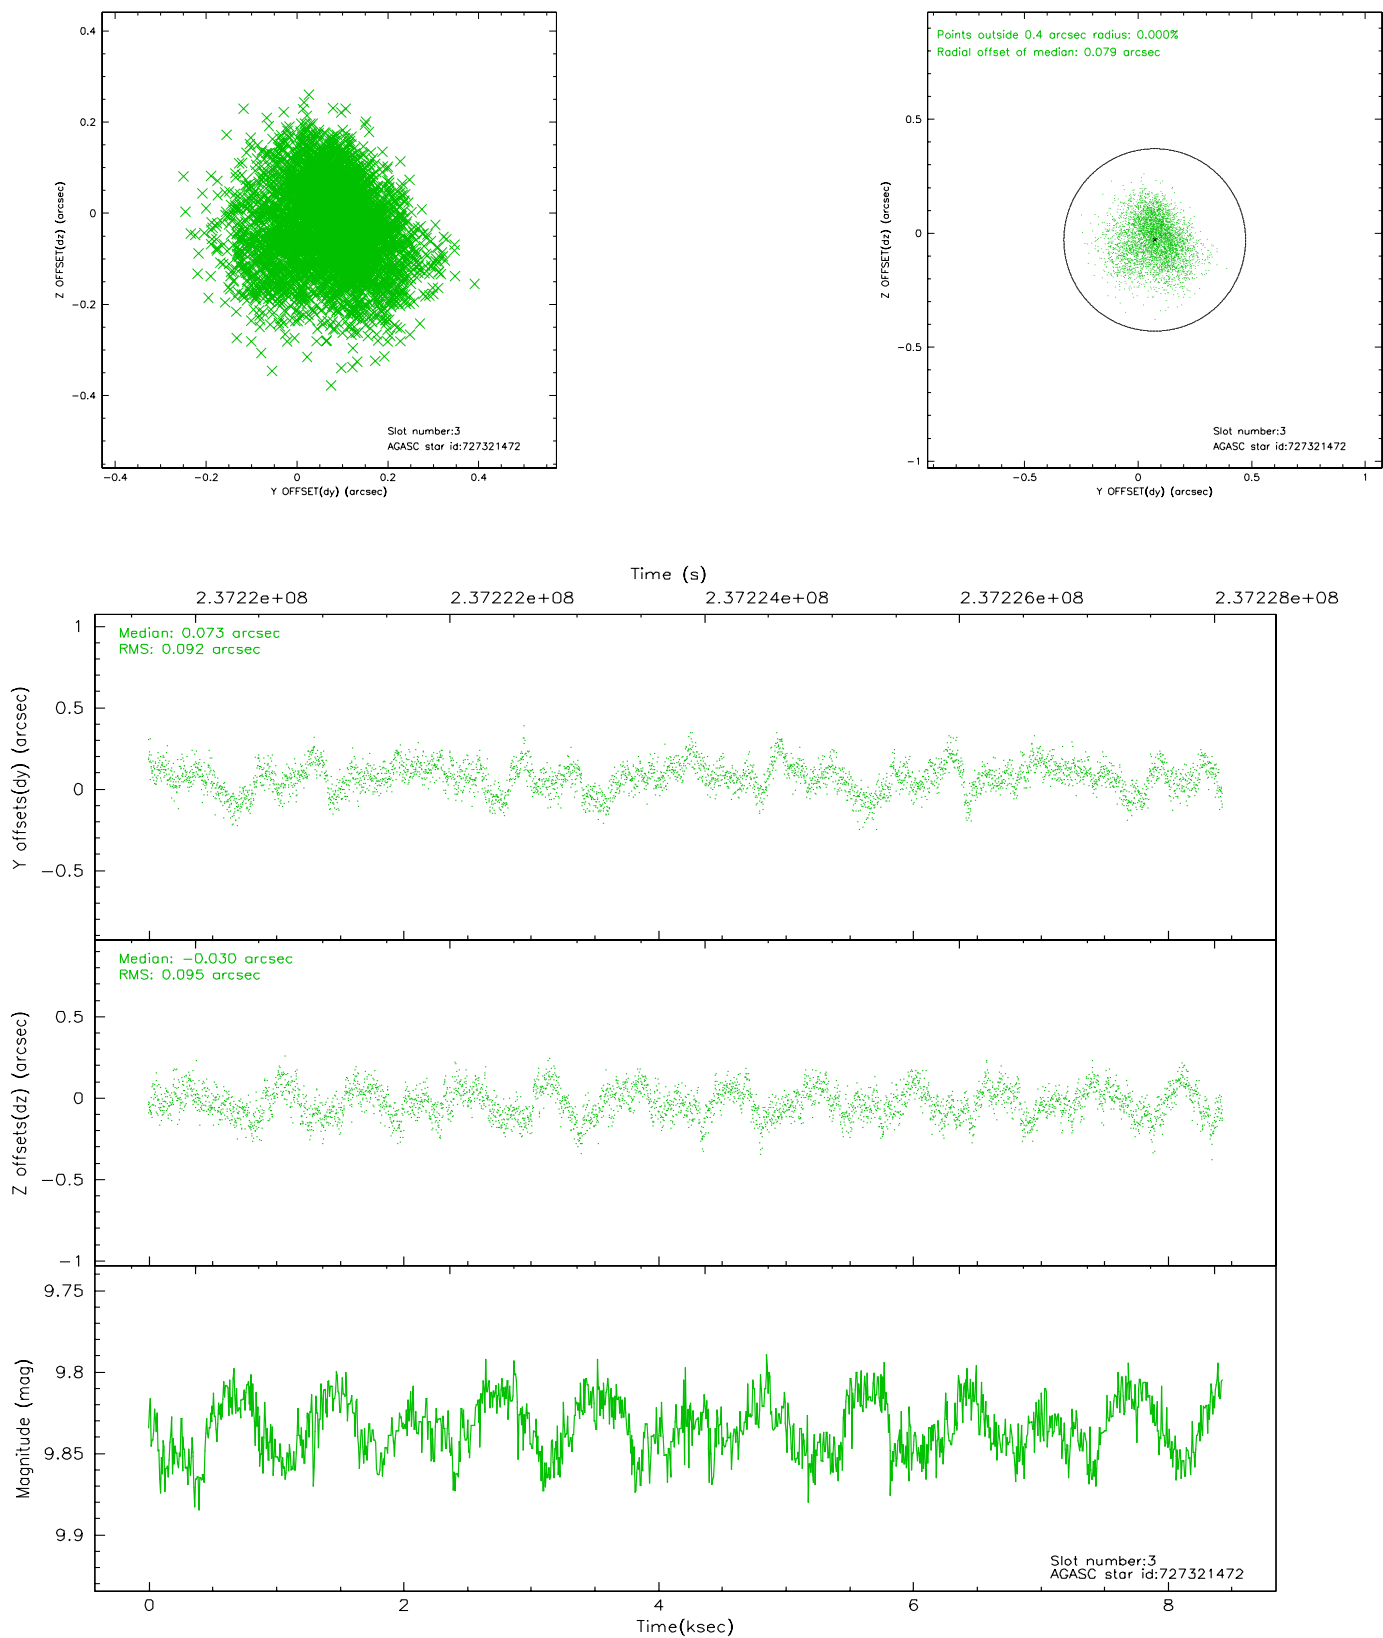 0.4
0.2
0
−0.2
−0.4
−0.4
−0.2
0
0.2
0.4
Z OFFSET(dz) (arcsec)
Y OFFSET(dy) (arcsec)
Slot number:3
AGASC star id:727321472
Points outside 0.4 arcsec radius: 0.000%
Radial offset of median: 0.079 arcsec
0.5
0
−0.5
−1
−0.5
0
0.5
1
Z OFFSET(dz) (arcsec)
Y OFFSET(dy) (arcsec)
Slot number:3
AGASC star id:727321472
Time (s)
2.3722e+08
2.37222e+08
2.37224e+08
2.37226e+08
2.37228e+08
Median: 0.073 arcsec
RMS: 0.092 arcsec
1
0.5
0
−0.5
Y offsets(dy) (arcsec)
Median: −0.030 arcsec
RMS: 0.095 arcsec
0.5
0
−0.5
−1
Z offsets(dz) (arcsec)
9.75
9.8
9.85
9.9
Magnitude (mag)
Slot number:3
AGASC star id:727321472
0
2
4
6
8
Time(ksec)